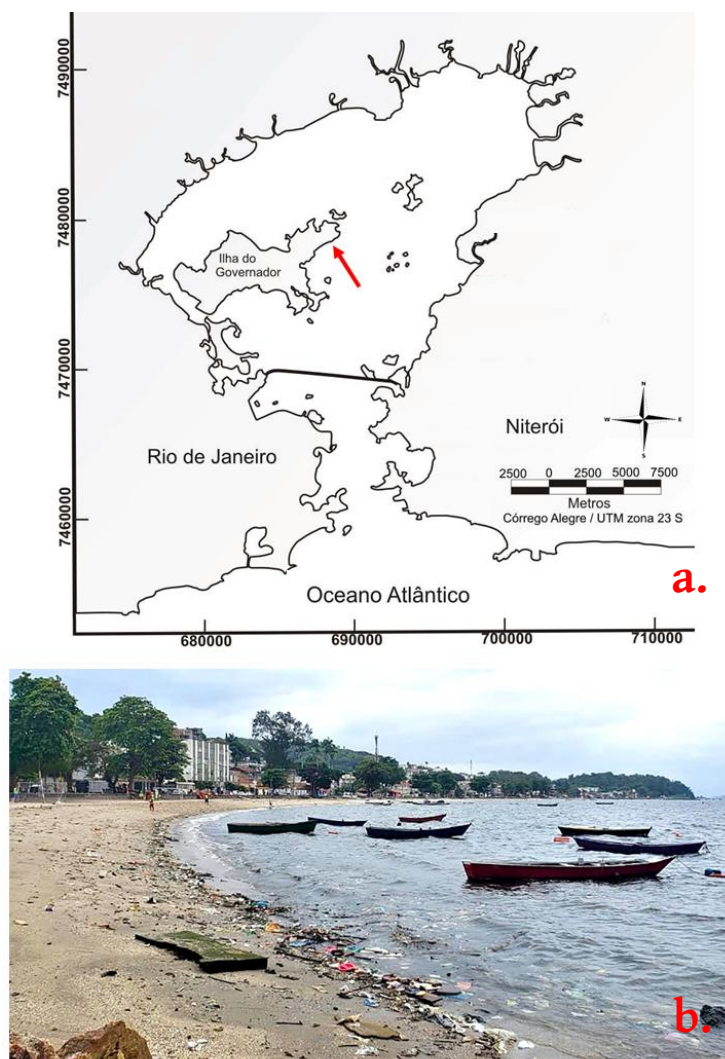 7490000
7480000
7470000
7460000
Ilha do
Governador
Rio de Janeiro
Niterói
N
W
E
S
2500 0 2500 5000 7500
Metros
Córrego Alegre / UTM zona 23 S
Oceano Atlântico
a.
680000 690000 700000 710000
b.